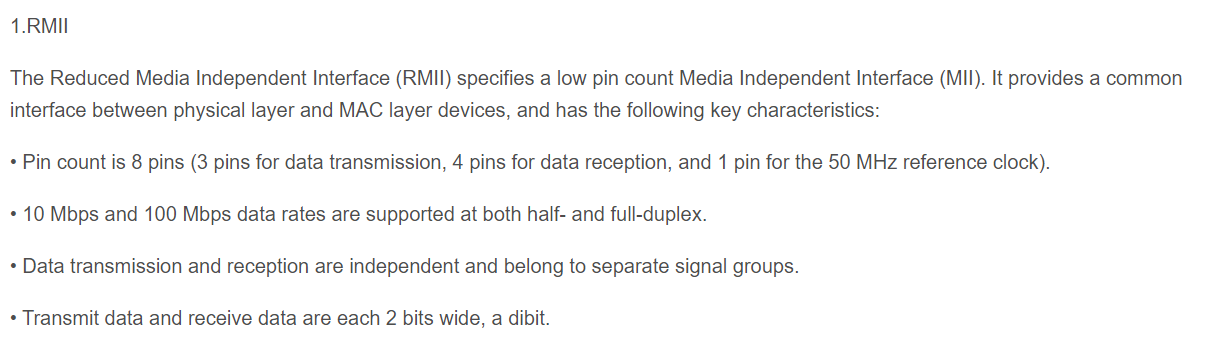 1.RMII
The Reduced Media Independent Interface (RMII) specifies a low pin count Media Independent Interface (MII). It provides a common
interface between physical layer and MAC layer devices, and has the following key characteristics:
• Pin count is 8 pins (3 pins for data transmission, 4 pins for data reception, and 1 pin for the 50 MHz reference clock).
• 10 Mbps and 100 Mbps data rates are supported at both half- and full-duplex.
• Data transmission and reception are independent and belong to separate signal groups.
• Transmit data and receive data are each 2 bits wide, a dibit.